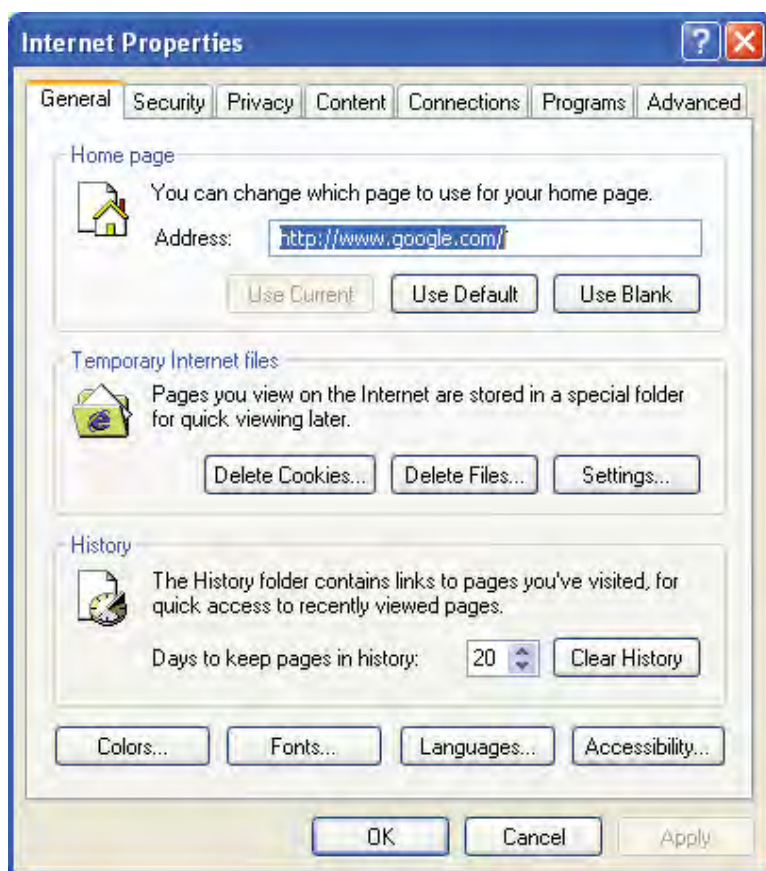 Internet Properties
General Security Privacy Content Connections Programs Advanced
Home page
You can change which page to use for your home page.
Address: http://www.google.com/
Use Current Use Default Use Blank
Temporary Internet files
Pages you view on the Internet are stored in a special folder
for quick viewing later.
Delete Cookies... Delete Files... Settings...
History
The History folder contains links to pages you've visited, for
quick access to recently viewed pages.
Days to keep pages in history: 20 Clear History
Colors... Fonts... Languages... Accessibility...
OK Cancel Apply